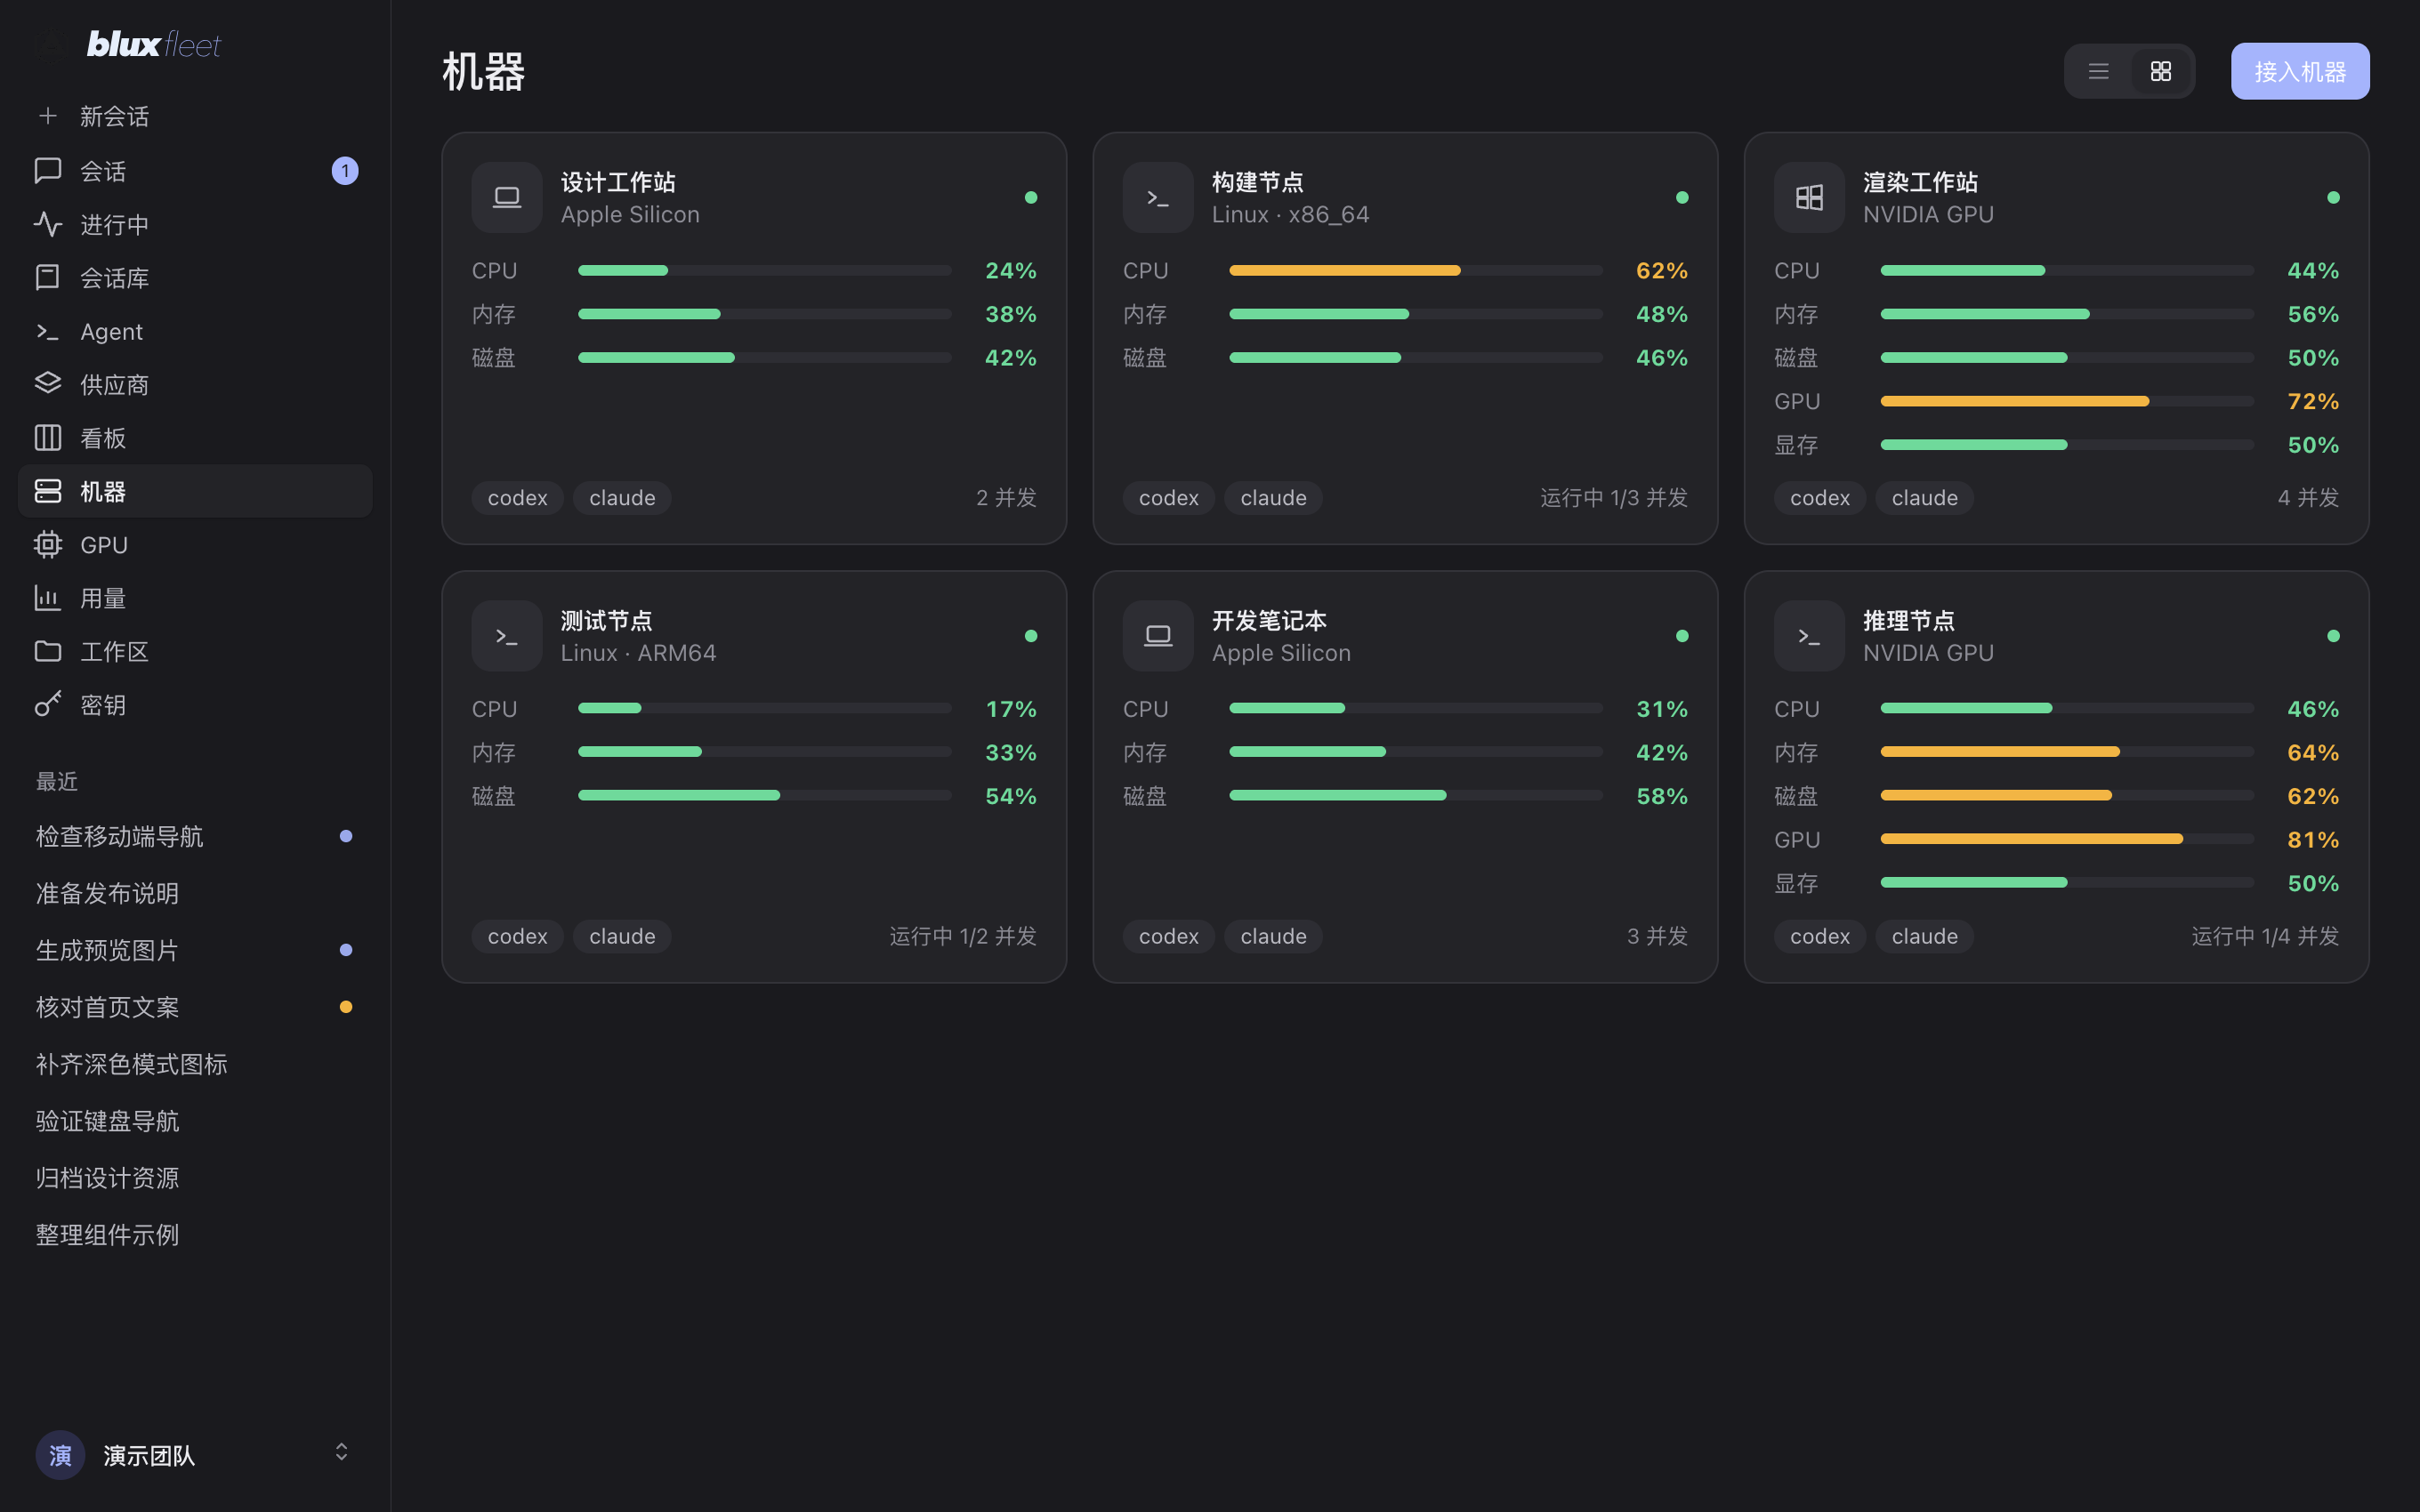 bluxfleet
新会话
会话 1
进行中
会话库
Agent
供应商
看板
机器
GPU
用量
工作区
密钥
最近
检查移动端导航
准备发布说明
生成预览图片
核对首页文案
补齐深色模式图标
验证键盘导航
归档设计资源
整理组件示例
演 演示团队
机器
接入机器
设计工作站
Apple Silicon
CPU 24%
内存 38%
磁盘 42%
codex claude 2 并发
构建节点
Linux · x86_64
CPU 62%
内存 48%
磁盘 46%
codex claude 运行中 1/3 并发
渲染工作站
NVIDIA GPU
CPU 44%
内存 56%
磁盘 50%
GPU 72%
显存 50%
codex claude 4 并发
测试节点
Linux · ARM64
CPU 17%
内存 33%
磁盘 54%
codex claude 运行中 1/2 并发
开发笔记本
Apple Silicon
CPU 31%
内存 42%
磁盘 58%
codex claude 3 并发
推理节点
NVIDIA GPU
CPU 46%
内存 64%
磁盘 62%
GPU 81%
显存 50%
codex claude 运行中 1/4 并发